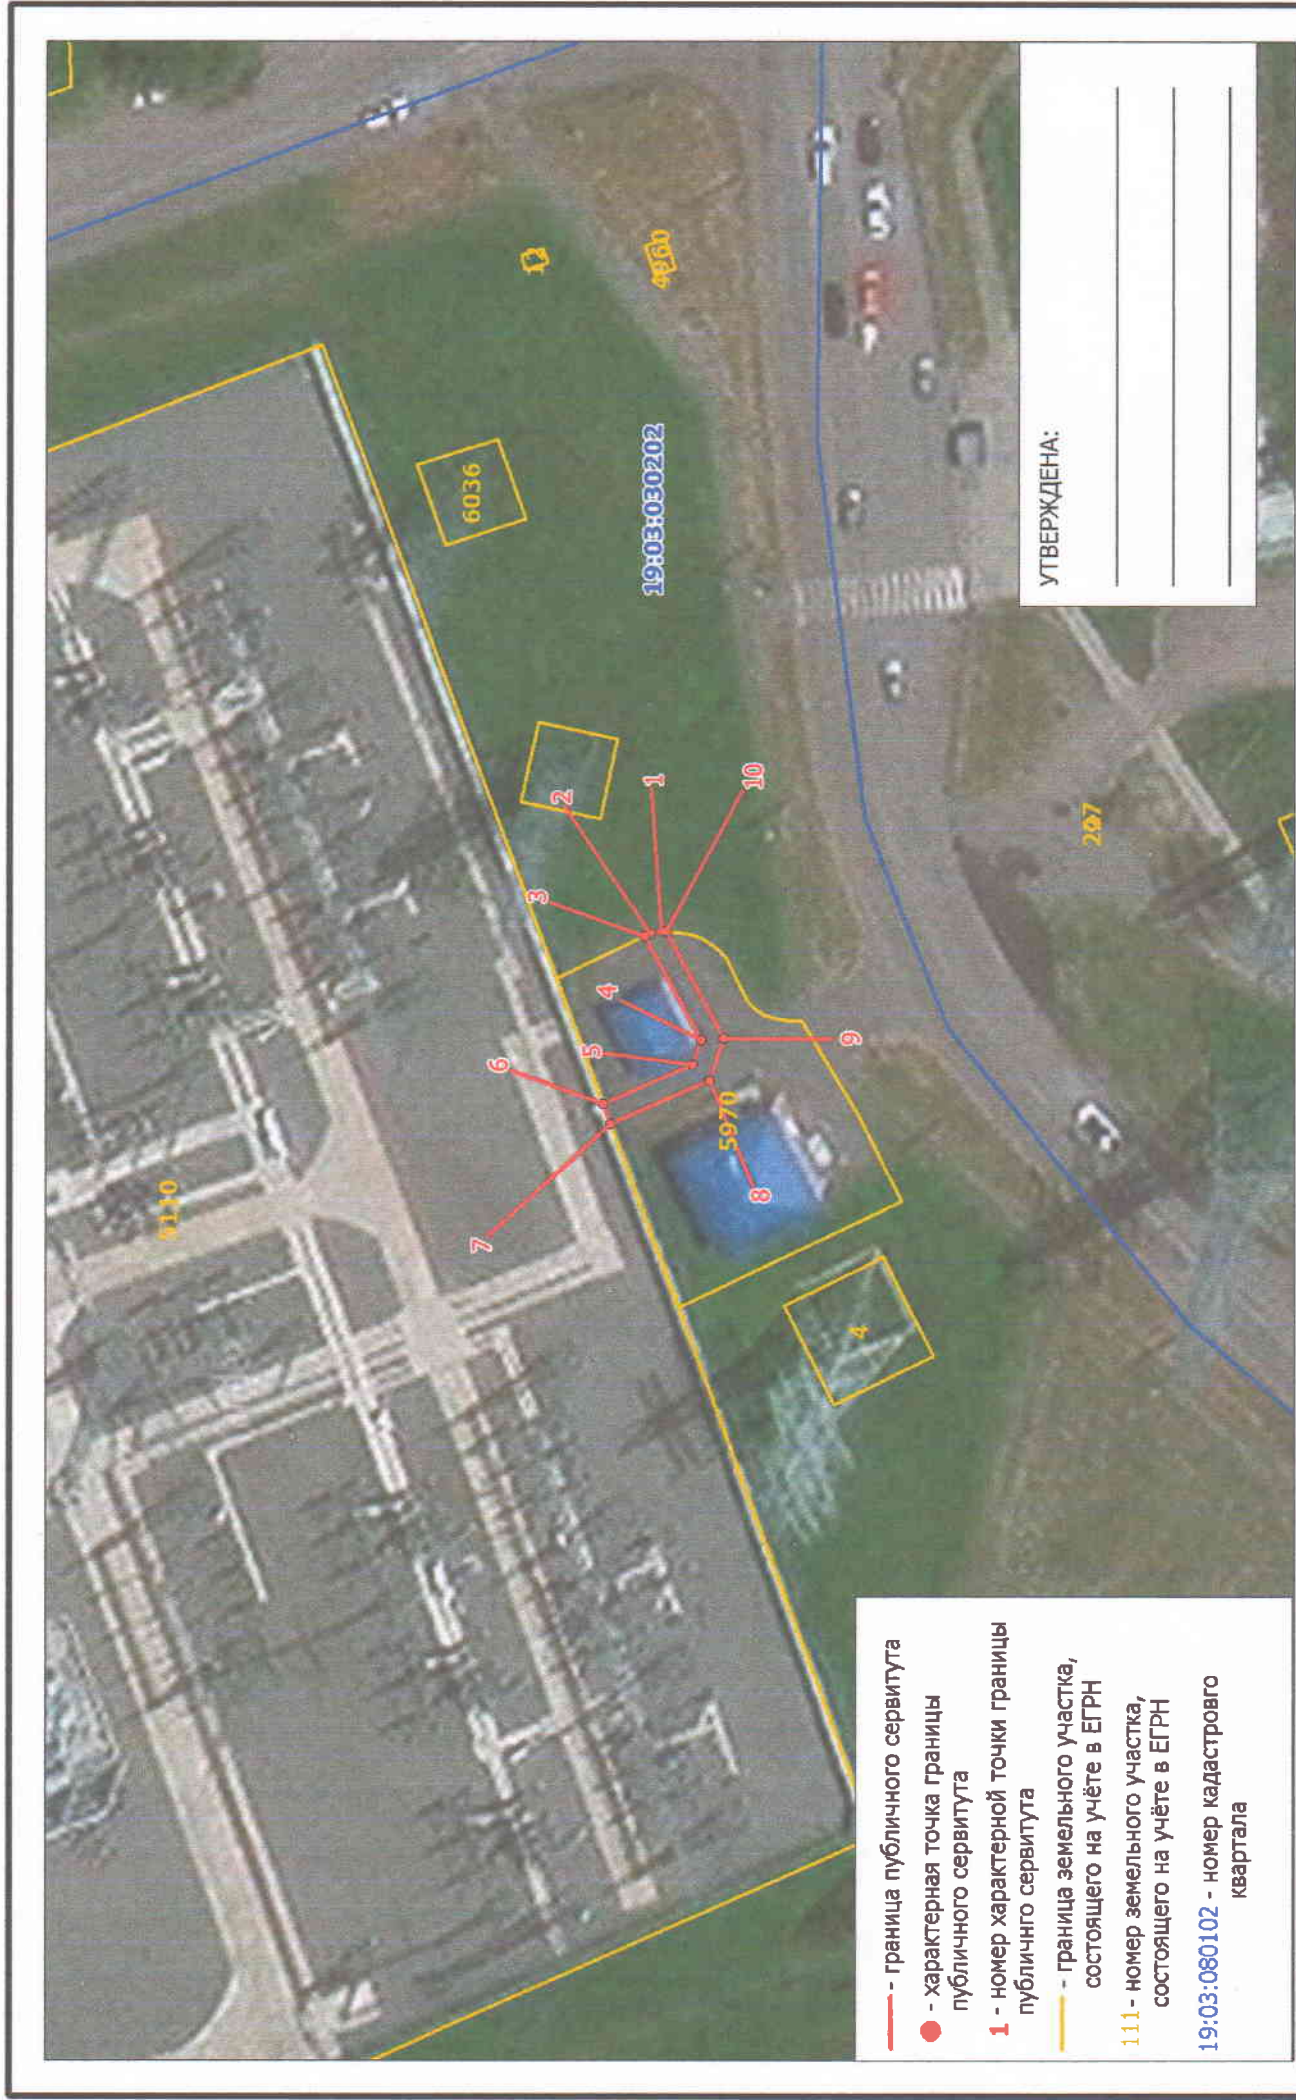 6036
19:03:030202
12
УТВЕРЖДЕНА:
1
2
3
4
5
6
7
8
9
10
5970
4
- граница публичного сервитута
- характерная точка границы
публичного сервитута
1 - номер характерной точки границы
публичнго сервитута
- граница земельного участка,
состоящего на учёте в ЕГРН
111- номер земельного участка,
состоящего на учёте в ЕГРН
19:03:080102 - номер кадастрового
квартала